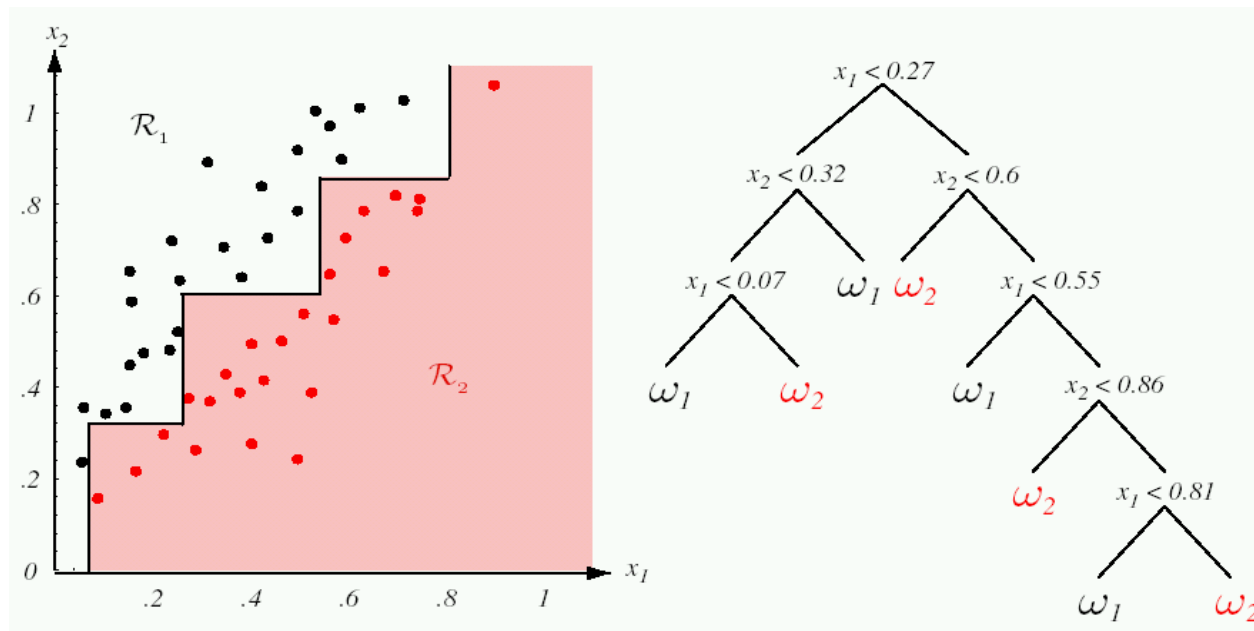 x₂
1
.8
.6
.4
.2
0
R₁
R₂
.2 .4 .6 .8 1
x₁
x₁ < 0.27
x₂ < 0.32 x₂ < 0.6
x₁ < 0.07 ω₁ ω₂ x₁ < 0.55
ω₁ ω₂ ω₁ x₂ < 0.86
ω₂ x₁ < 0.81
ω₁ ω₂